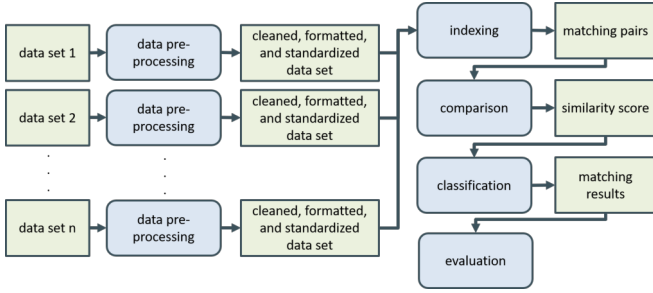 data set 1
data pre-
processing
cleaned, formatted,
and standardized
data set
indexing
matching pairs
data set 2
data pre-
processing
cleaned, formatted,
and standardized
data set
comparison
similarity score
.
.
.
.
.
.
classification
matching
results
data set n
data pre-
processing
cleaned, formatted,
and standardized
data set
evaluation